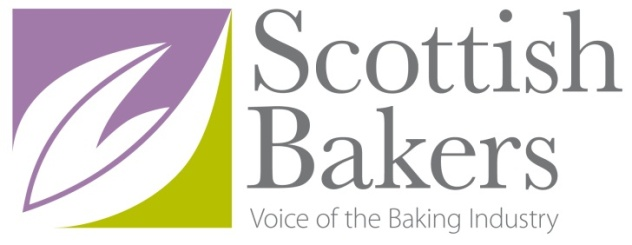 Scottish
Bakers
Voice of the Baking Industry